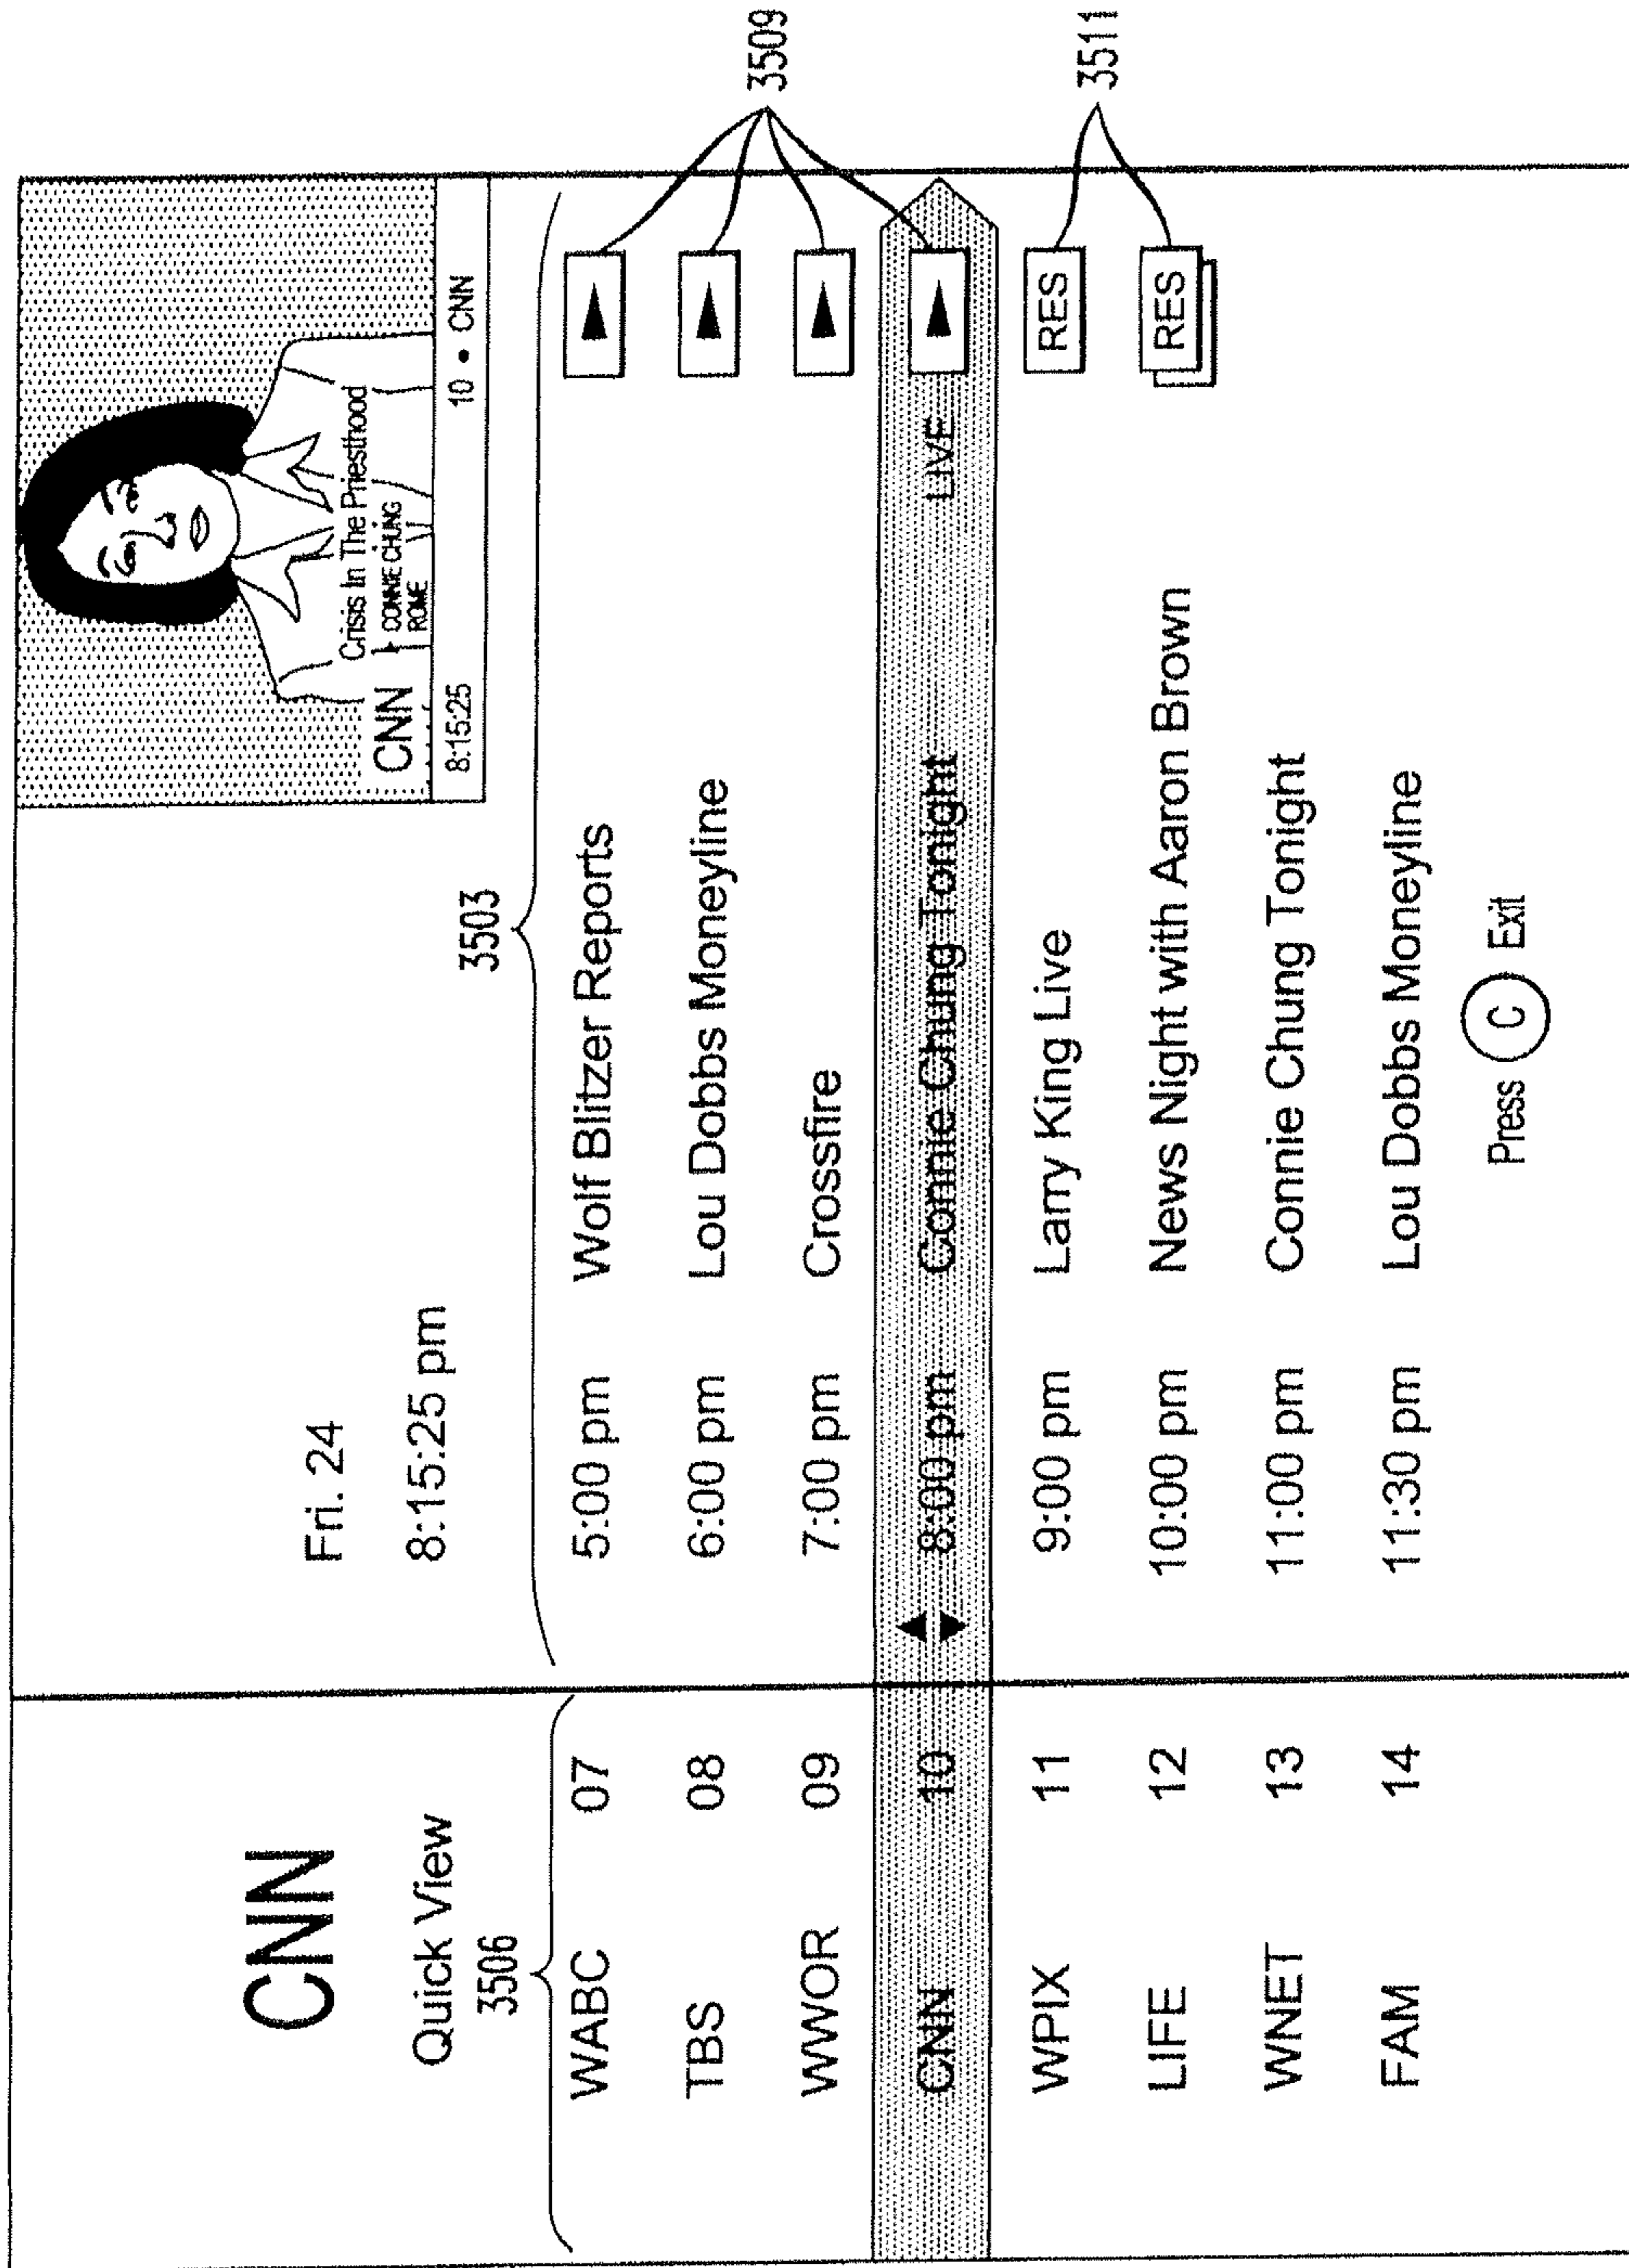 CNN
Quick View
3506
WABC 07
TBS 08
WWOR 09
CNN 10
WPIX 11
LIFE 12
WNET 13
FAM 14
Fri. 24
8:15:25 pm
3503
CNN
Crisis In The Priesthood
CONNIE CHUNG
ROME
8:15:25 10 • CNN
5:00 pm Wolf Blitzer Reports
6:00 pm Lou Dobbs Moneyline
7:00 pm Crossfire
8:00 pm Connie Chung Tonight LIVE
9:00 pm Larry King Live RES
10:00 pm News Night with Aaron Brown RES
11:00 pm Connie Chung Tonight
11:30 pm Lou Dobbs Moneyline
Press C Exit
3509
3511